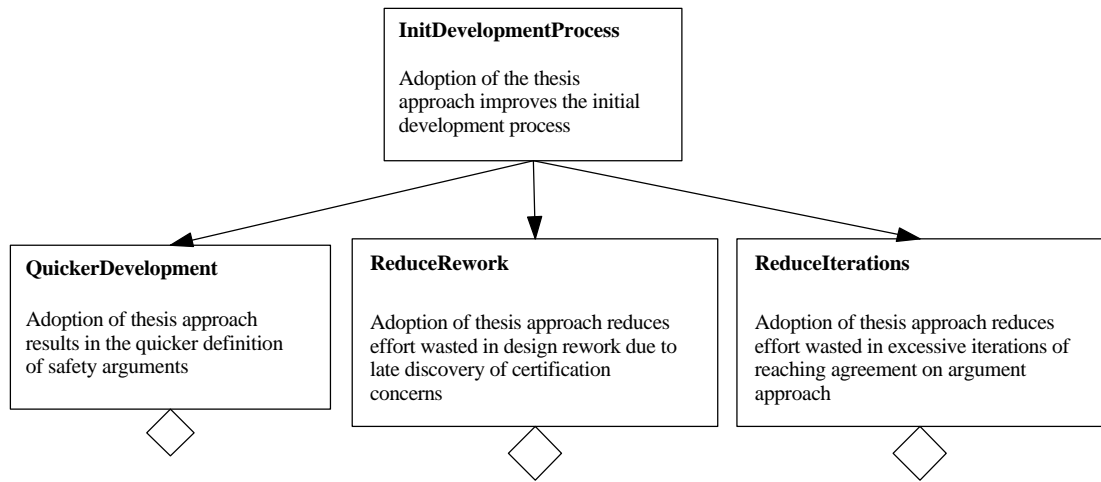 InitDevelopmentProcess
Adoption of the thesis
approach improves the initial
development process
QuickerDevelopment
Adoption of thesis approach
results in the quicker definition
of safety arguments
ReduceRework
Adoption of thesis approach reduces
effort wasted in design rework due to
late discovery of certification
concerns
ReduceIterations
Adoption of thesis approach reduces
effort wasted in excessive iterations of
reaching agreement on argument
approach